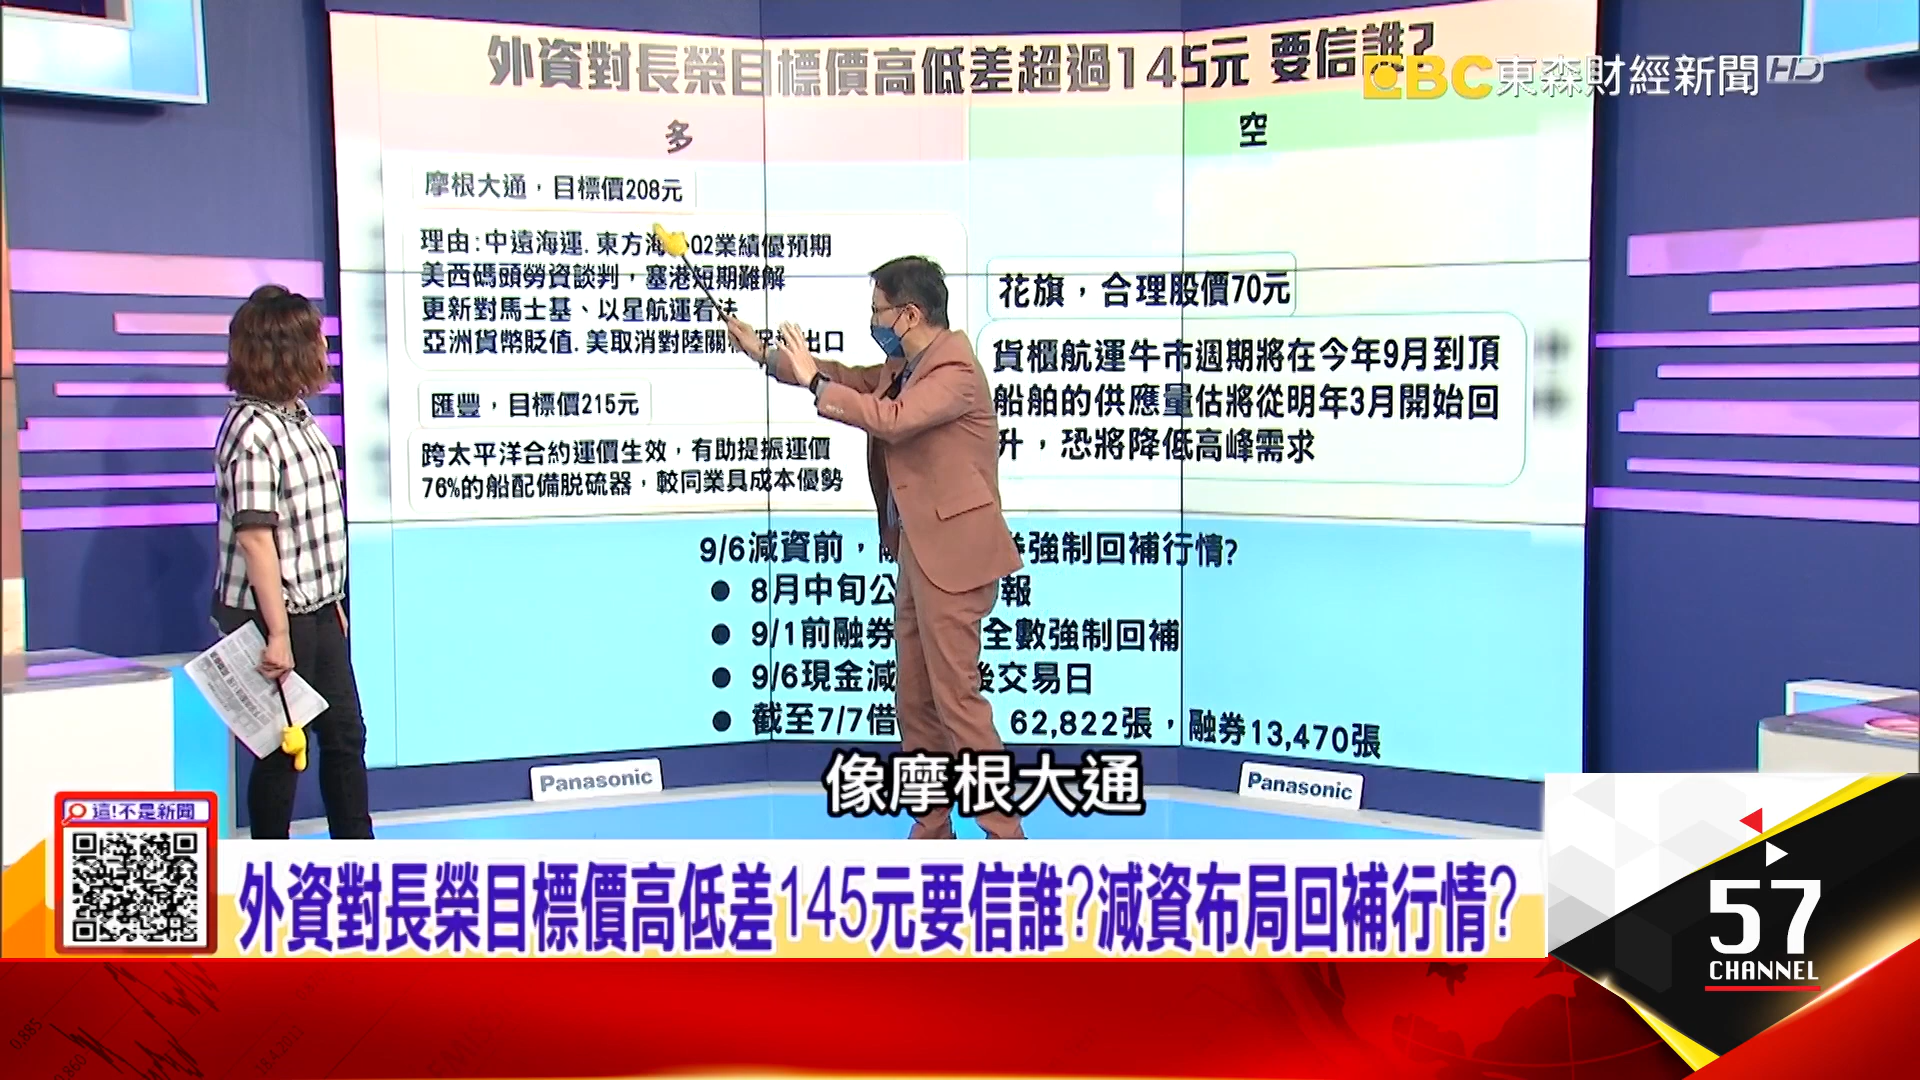 外資對長榮目標價高低差超過145元 要信誰?
EBC 東森財經新聞 HD
多
空
摩根大通，目標價208元
理由:中遠海運.東方海 Q2業績優預期
美西碼頭勞資談判，塞港短期難解
更新對馬士基、以星航運看法
亞洲貨幣貶值.美取消對陸關 出口
匯豐，目標價215元
跨太平洋合約運價生效，有助提振運價
76%的船配備脫硫器，較同業具成本優勢
花旗，合理股價70元
貨櫃航運牛市週期將在今年9月到頂
船舶的供應量估將從明年3月開始回
升，恐將降低高峰需求
9/6減資前， 強制回補行情?
● 8月中旬公 報
● 9/1前融券 全數強制回補
● 9/6現金減 後交易日
● 截至7/7借 62,822張，融券13,470張
Panasonic
Panasonic
像摩根大通
這!不是新聞
外資對長榮目標價高低差145元要信誰?減資布局回補行情?
57
CHANNEL